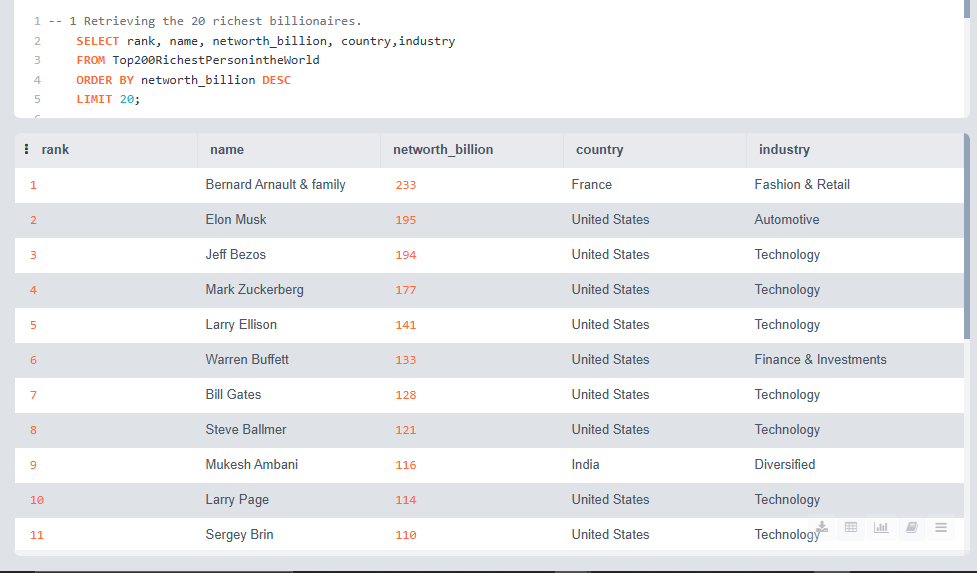 1 -- 1 Retrieving the 20 richest billionaires.
2 SELECT rank, name, networth_billion, country,industry
3 FROM Top200RichestPersonintheWorld
4 ORDER BY networth_billion DESC
5 LIMIT 20;
rank name networth_billion country industry
1 Bernard Arnault & family 233 France Fashion & Retail
2 Elon Musk 195 United States Automotive
3 Jeff Bezos 194 United States Technology
4 Mark Zuckerberg 177 United States Technology
5 Larry Ellison 141 United States Technology
6 Warren Buffett 133 United States Finance & Investments
7 Bill Gates 128 United States Technology
8 Steve Ballmer 121 United States Technology
9 Mukesh Ambani 116 India Diversified
10 Larry Page 114 United States Technology
11 Sergey Brin 110 United States Technology